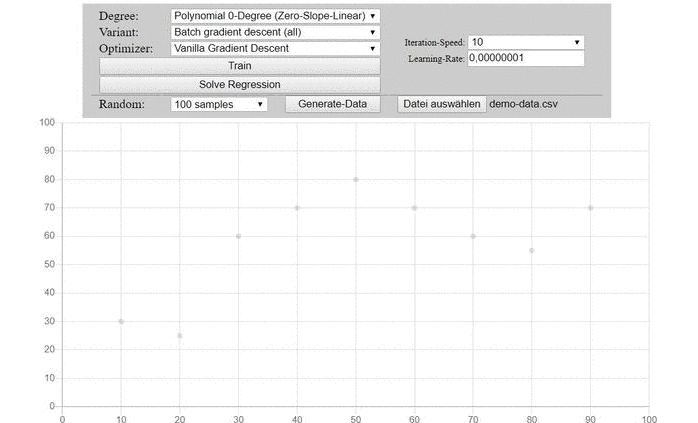 Degree: Polynomial 0-Degree (Zero-Slope-Linear)
Variant: Batch gradient descent (all)
Optimizer: Vanilla Gradient Descent
Iteration-Speed: 10
Learning-Rate: 0,00000001
Train
Solve Regression
Random: 100 samples Generate-Data Datei auswählen demo-data.csv
100
90
80
70
60
50
40
30
20
10
0
0 10 20 30 40 50 60 70 80 90 100